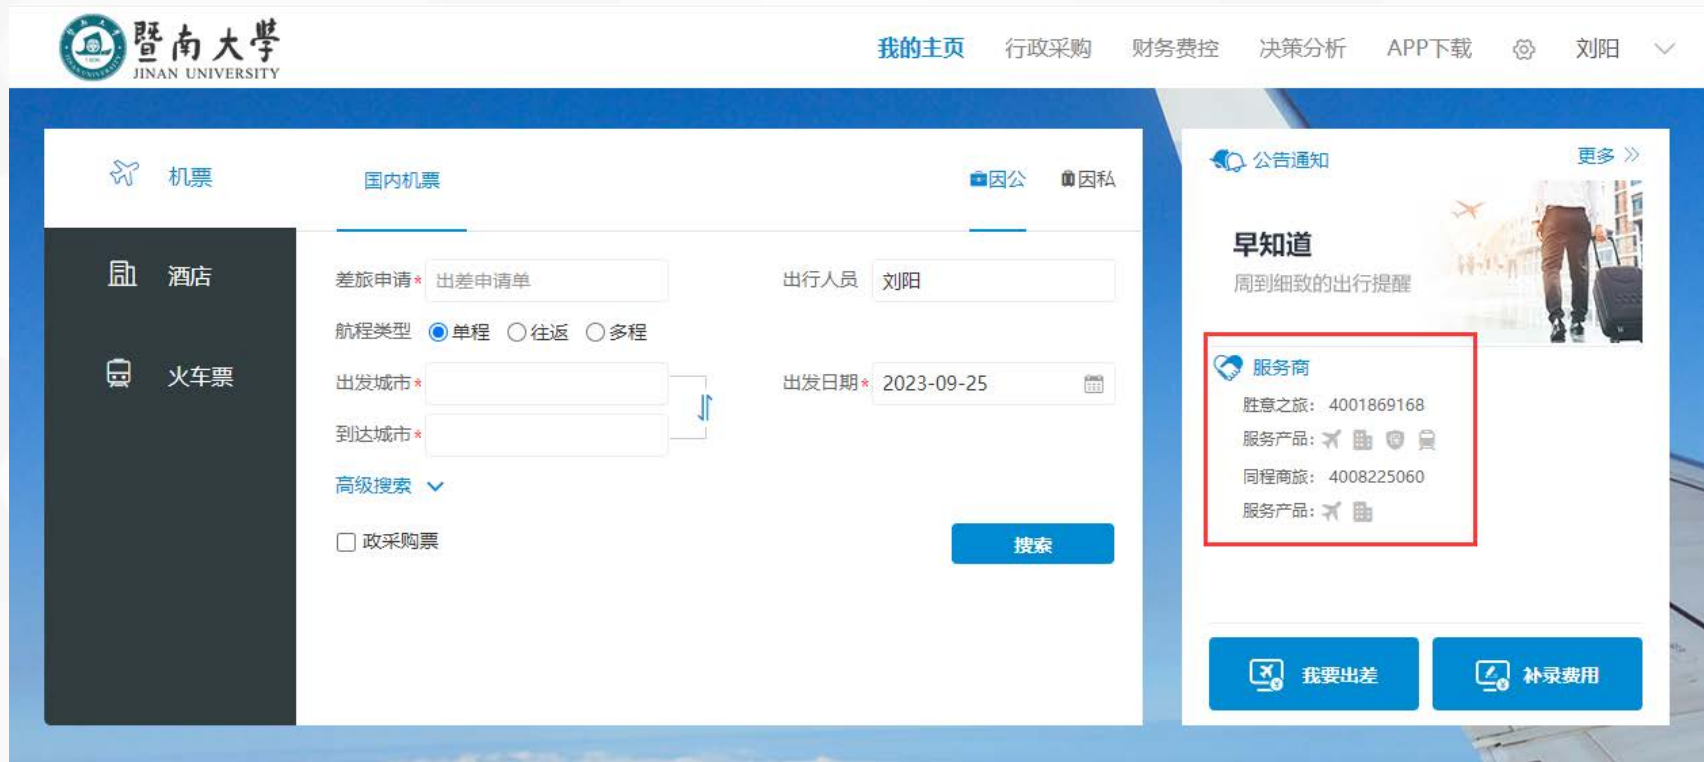 暨南大學
JINAN UNIVERSITY
我的主页 行政采购 财务费控 决策分析 APP下载 刘阳
机票
酒店
火车票
国内机票 因公 因私
差旅申请* 出差申请单 出行人员 刘阳
航程类型 单程 往返 多程
出发城市* 出发日期* 2023-09-25
到达城市*
高级搜索
政采购票 搜索
公告通知 更多
早知道
周到细致的出行提醒
服务商
胜意之旅： 4001869168
服务产品：
同程商旅： 4008225060
服务产品：
我要出差 补录费用